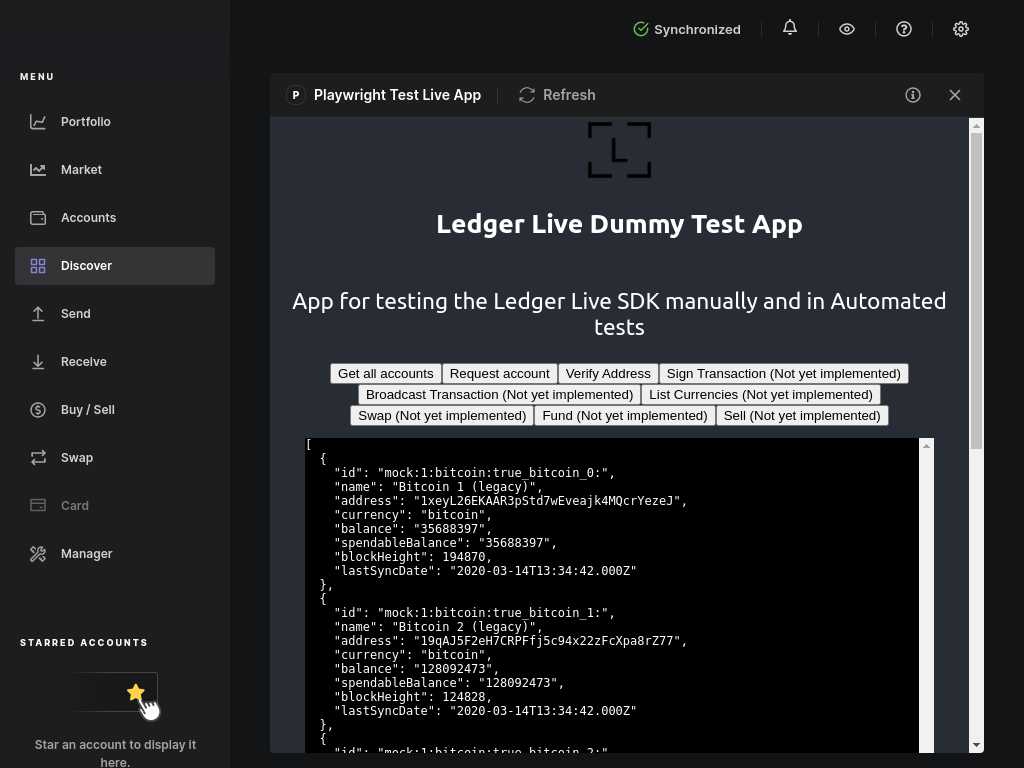 Synchronized
MENU
Portfolio
Market
Accounts
Discover
Send
Receive
Buy / Sell
Swap
Card
Manager
STARRED ACCOUNTS
Star an account to display it
here.
P Playwright Test Live App Refresh
L
Ledger Live Dummy Test App
App for testing the Ledger Live SDK manually and in Automated
tests
Get all accounts Request account Verify Address Sign Transaction (Not yet implemented)
Broadcast Transaction (Not yet implemented) List Currencies (Not yet implemented)
Swap (Not yet implemented) Fund (Not yet implemented) Sell (Not yet implemented)
[
  {
    "id": "mock:1:bitcoin:true_bitcoin_0:",
    "name": "Bitcoin 1 (legacy)",
    "address": "1xeyL26EKAAR3pStd7wEveajk4MQcrYezeJ",
    "currency": "bitcoin",
    "balance": "35688397",
    "spendableBalance": "35688397",
    "blockHeight": 194870,
    "lastSyncDate": "2020-03-14T13:34:42.000Z"
  },
  {
    "id": "mock:1:bitcoin:true_bitcoin_1:",
    "name": "Bitcoin 2 (legacy)",
    "address": "19qAJ5F2eH7CRPFfj5c94x22zFcXpa8rZ77",
    "currency": "bitcoin",
    "balance": "128092473",
    "spendableBalance": "128092473",
    "blockHeight": 124828,
    "lastSyncDate": "2020-03-14T13:34:42.000Z"
  },
  {
    "id": "mock:1:bitcoin:true_bitcoin_2:"